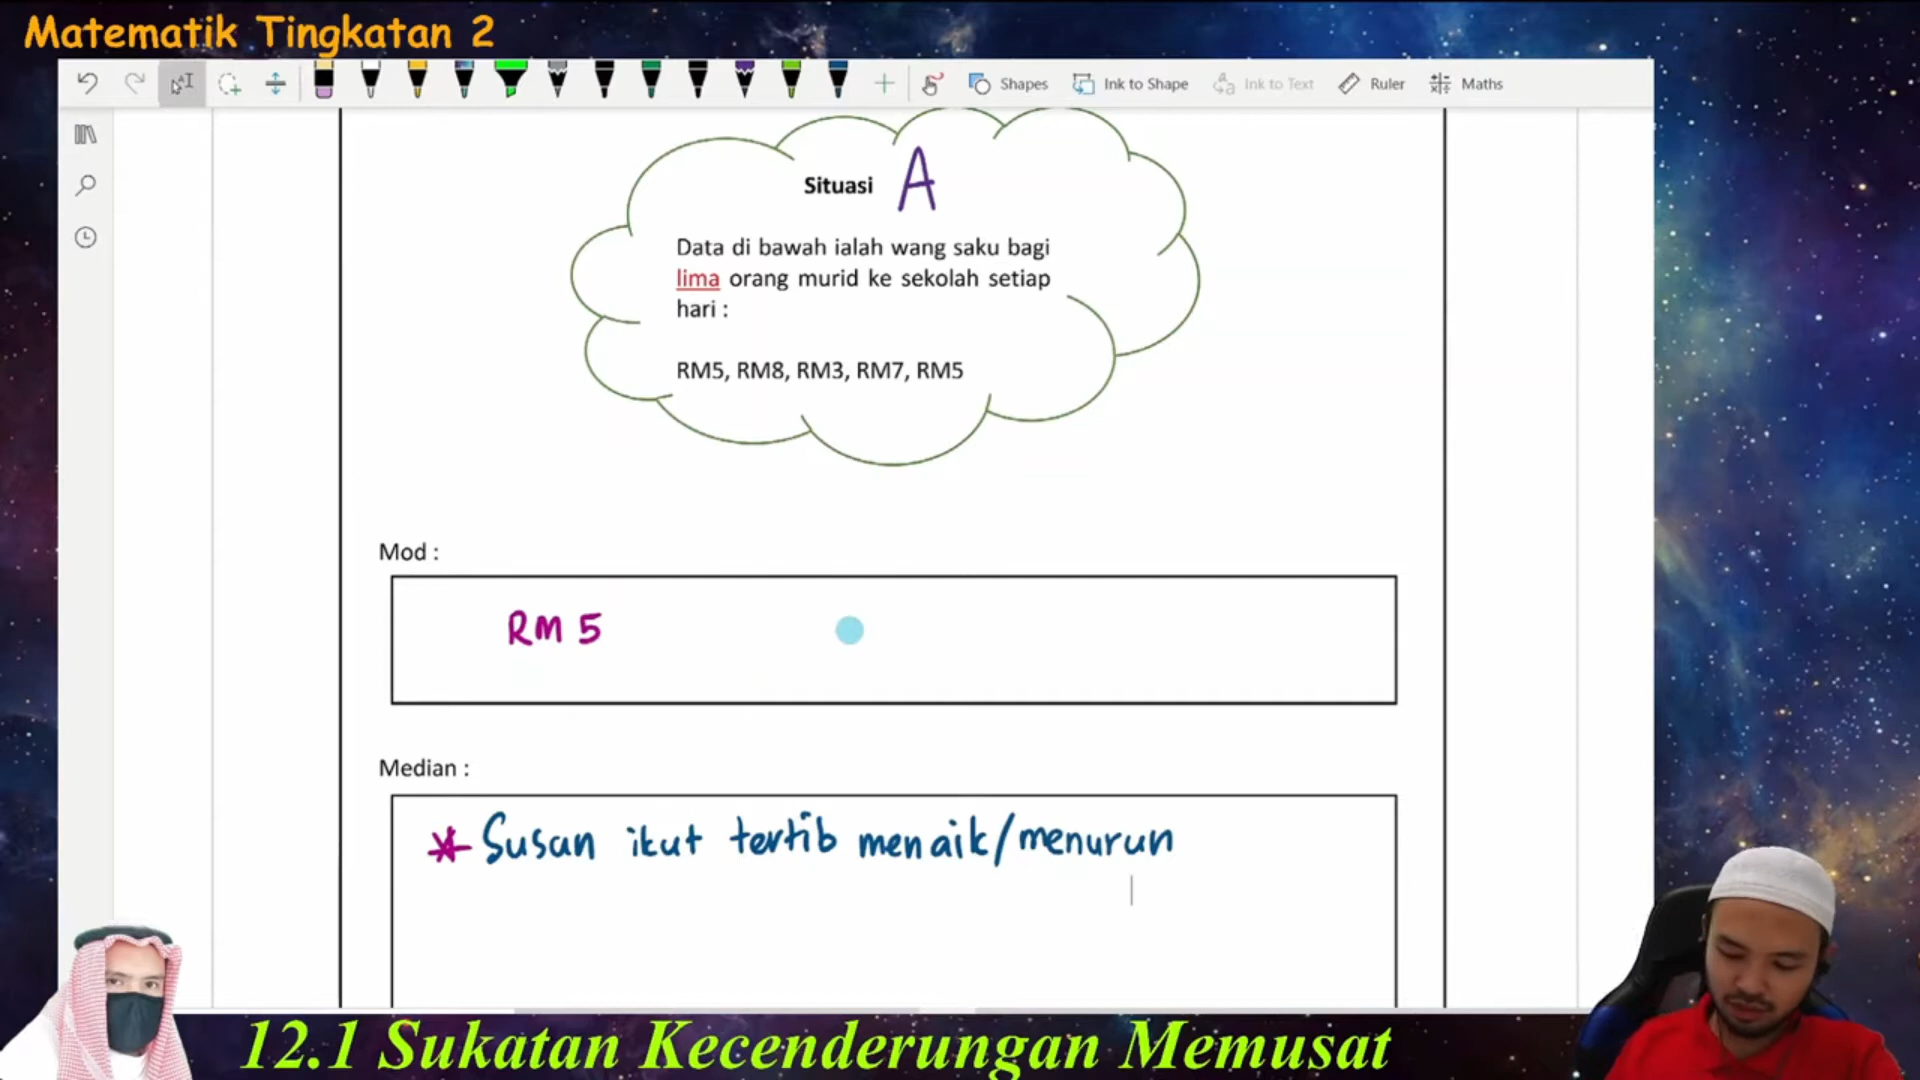 Matematik Tingkatan 2
Shapes
Ink to Shape
Ink to Text
Ruler
Maths
Situasi A
Data di bawah ialah wang saku bagi
lima orang murid ke sekolah setiap
hari :
RM5, RM8, RM3, RM7, RM5
Mod :
RM 5
Median :
* Susan ikut tertib menaik/menurun
12.1 Sukatan Kecenderungan Memusat